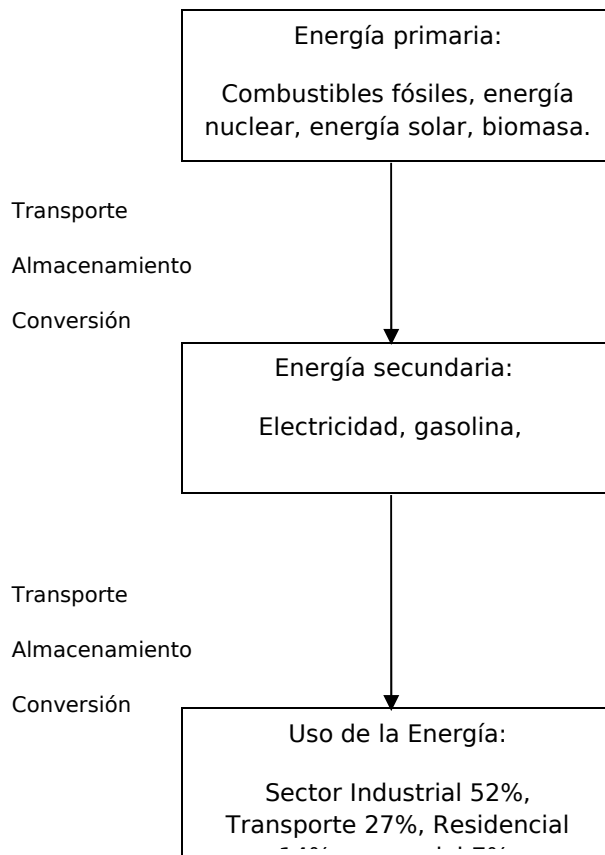 Energía primaria:
Combustibles fósiles, energía
nuclear, energía solar, biomasa.
Transporte
Almacenamiento
Conversión
Energía secundaria:
Electricidad, gasolina,
Transporte
Almacenamiento
Conversión
Uso de la Energía:
Sector Industrial 52%,
Transporte 27%, Residencial